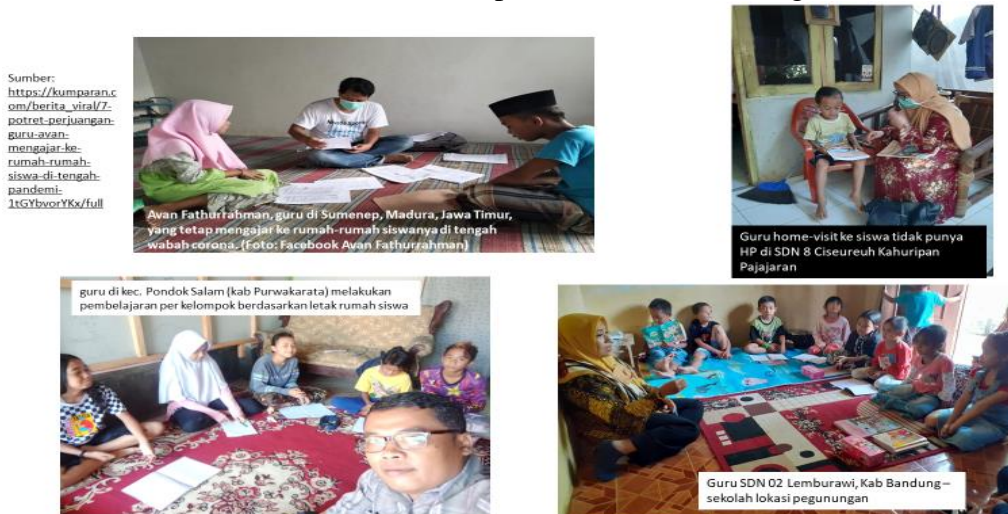 Sumber:
https://kumparan.c
om/berita_viral/7-
potret-perjuangan-
guru-avan-
mengajar-ke-
rumah-rumah-
siswa-di-tengah-
pandemi-
1tGYbvorYKx/full
Avan Fathurrahman, guru di Sumenep, Madura, Jawa Timur,
yang tetap mengajar ke rumah-rumah siswanya di tengah
wabah corona. (Foto: Facebook Avan Fathurrahman)
Guru home-visit ke siswa tidak punya
HP di SDN 8 Ciseureuh Kahuripan
Pajajaran
guru di kec. Pondok Salam (kab Purwakarata) melakukan
pembelajaran per kelompok berdasarkan letak rumah siswa
Guru SDN 02 Lemburawi, Kab Bandung –
sekolah lokasi pegunungan